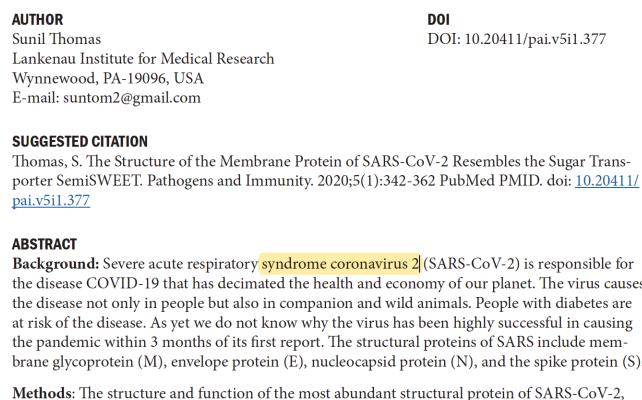 AUTHOR
Sunil Thomas
Lankenau Institute for Medical Research
Wynnewood, PA-19096, USA
E-mail: suntom2@gmail.com
DOI
DOI: 10.20411/pai.v5i1.377
SUGGESTED CITATION
Thomas, S. The Structure of the Membrane Protein of SARS-CoV-2 Resembles the Sugar Trans-
porter SemiSWEET. Pathogens and Immunity. 2020;5(1):342-362 PubMed PMID. doi: 10.20411/
pai.v5i1.377
ABSTRACT
Background: Severe acute respiratory syndrome coronavirus 2 (SARS-CoV-2) is responsible for
the disease COVID-19 that has decimated the health and economy of our planet. The virus causes
the disease not only in people but also in companion and wild animals. People with diabetes are
at risk of the disease. As yet we do not know why the virus has been highly successful in causing
the pandemic within 3 months of its first report. The structural proteins of SARS include mem-
brane glycoprotein (M), envelope protein (E), nucleocapsid protein (N), and the spike protein (S)
Methods: The structure and function of the most abundant structural protein of SARS-CoV-2,